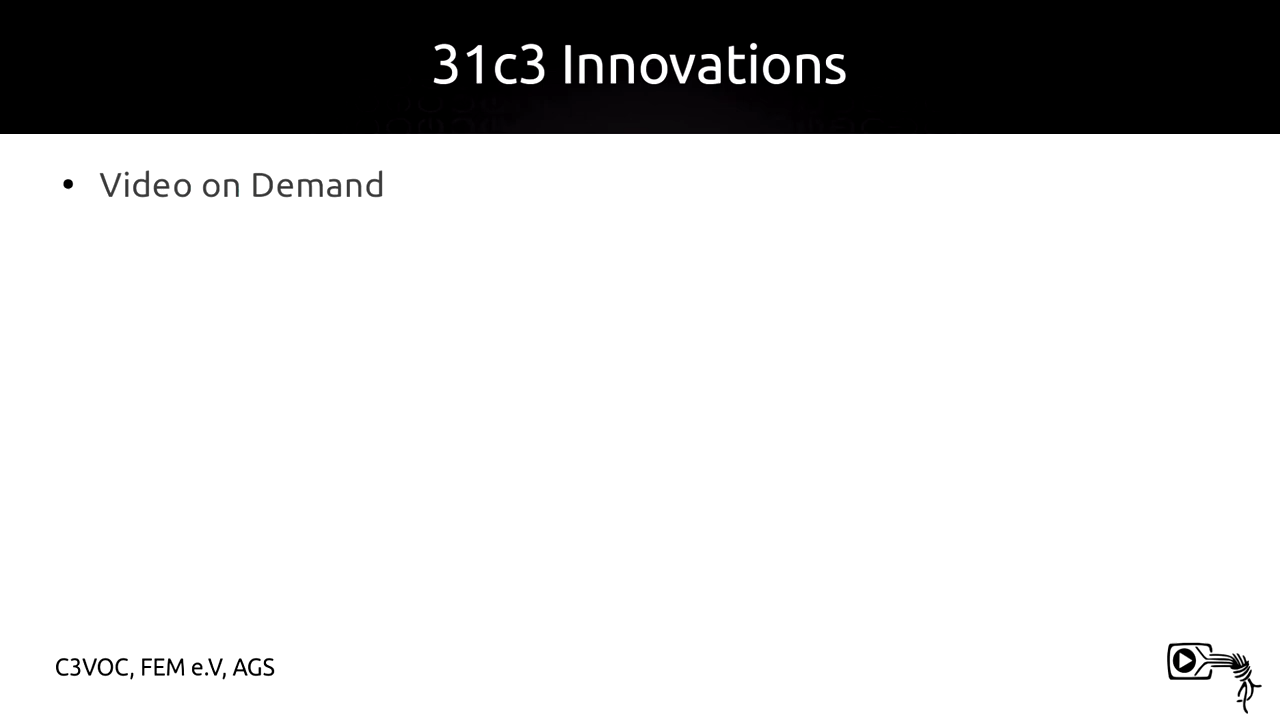 31c3 Innovations
• Video on Demand
C3VOC, FEM e.V, AGS